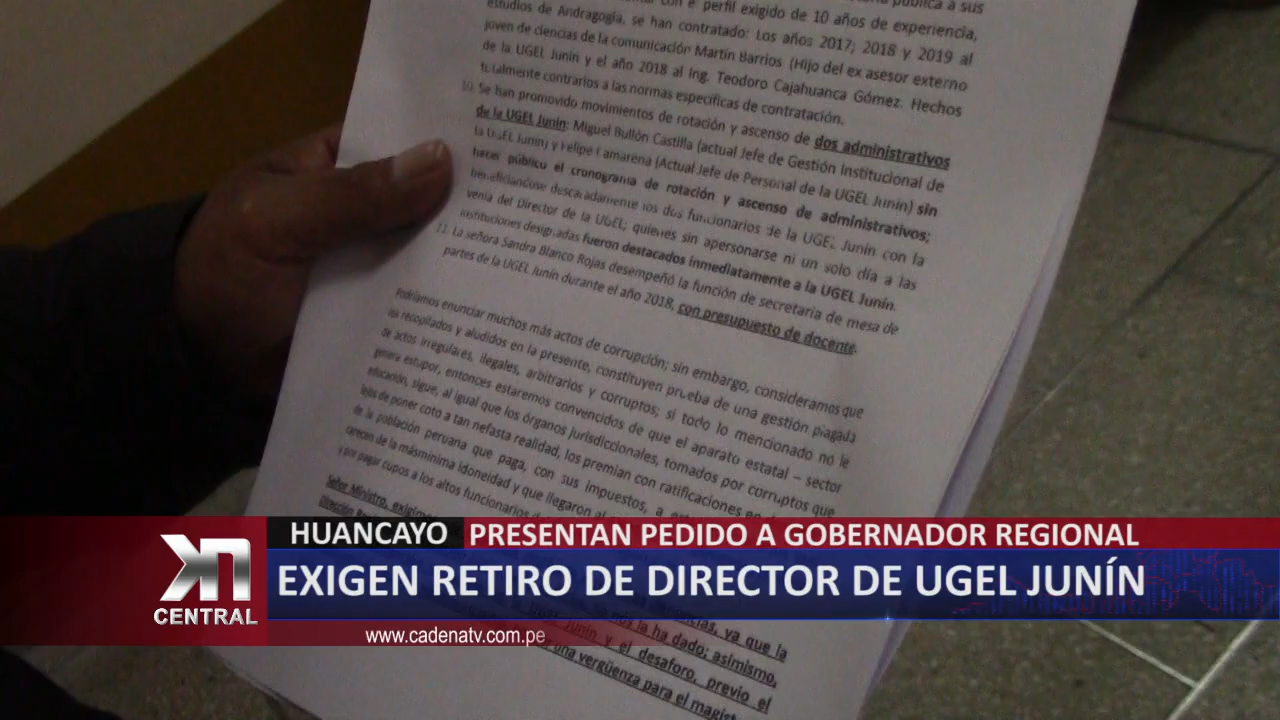 pública a sus
perfil exigido de 10 años de experiencia,
estudios de Andragogía, se han contratado: Los años 2017; 2018 y 2019 al
joven de ciencias de la comunicación Martín Barrios (Hijo del ex asesor externo
de la UGEL Junín y el año 2018 al Ing. Teodoro Cajahuanca Gómez. Hechos
totalmente contrarios a las normas específicas de contratación.
10. Se han promovido movimientos de rotación y ascenso de dos administrativos
de la UGEL Junín: Miguel Bullón Castilla (actual Jefe de Gestión Institucional de
la UGEL Junín) y Felipe Camarena (Actual Jefe de Personal de la UGEL Junín) sin
hacer público el cronograma de rotación y ascenso de administrativos;
beneficiándose descaradamente los dos funcionarios de la UGEL Junín con la
venia del Director de la UGEL; quienes sin apersonarse ni un solo día a las
instituciones designadas fueron destacados inmediatamente a la UGEL Junín.
11. La señora Sandra Blanco Rojas desempeñó la función de secretaria de mesa de
partes de la UGEL Junín durante el año 2018, con presupuesto de docente.
Podríamos enunciar muchos más actos de corrupción; sin embargo, consideramos que
los recopilados y aludidos en la presente, constituyen prueba de una gestión plagada
de actos irregulares, ilegales, arbitrarios y corruptos; si todo lo mencionado no le
genera estupor, entonces estaremos convencidos de que el aparato estatal – sector
educación, sigue, al igual que los órganos jurisdiccionales, tomados por corruptos que
lejos de poner coto a tan nefasta realidad, los premian con ratificaciones en
de la población peruana que paga, con sus impuestos, a
carecen de la másmínima idoneidad y que llegaron al
y por pagar cupos a los altos funcionarios
Señor Ministro, exigimos
HUANCAYO PRESENTAN PEDIDO A GOBERNADOR REGIONAL
EXIGEN RETIRO DE DIRECTOR DE UGEL JUNÍN
CENTRAL
www.cadenatv.com.pe
ya que la
la ha dado; asimismo,
Junín y el desaforo, previo el
una vergüenza para el